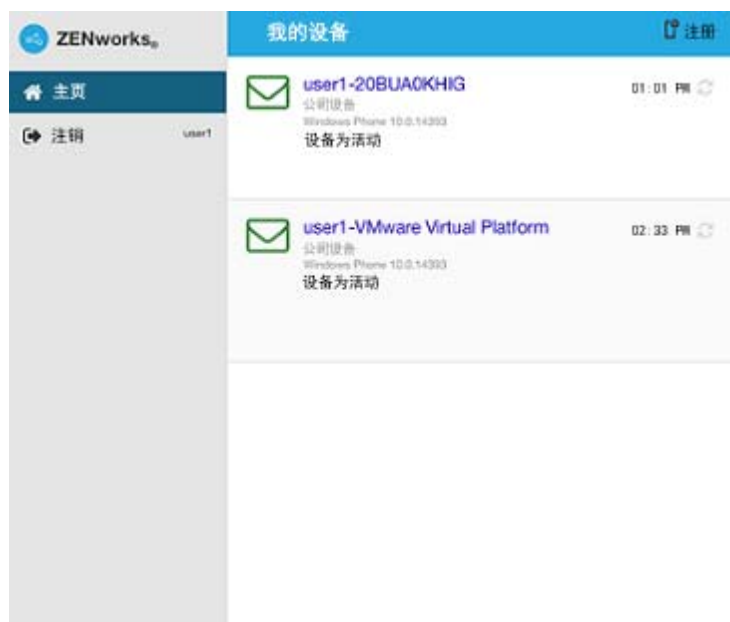 ZENworks®
我的设备
注册
主页
注销
user1
user1-20BUA0KHIG
01:01 PM
公司设备
Windows Phone 10.0.14393
设备为活动
user1-VMware Virtual Platform
02:33 PM
公司设备
Windows Phone 10.0.14393
设备为活动